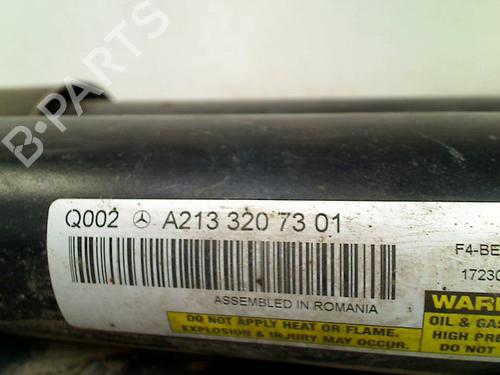 B-PARTS
Q002 A213 320 73 01
F4-BE
1723
ASSEMBLED IN ROMANIA
DO NOT APPLY HEAT OR FLAME.
EXPLOSION & INJURY MAY OCCUR.
WARN
OIL & GAS
HIGH PRE
DO NOT